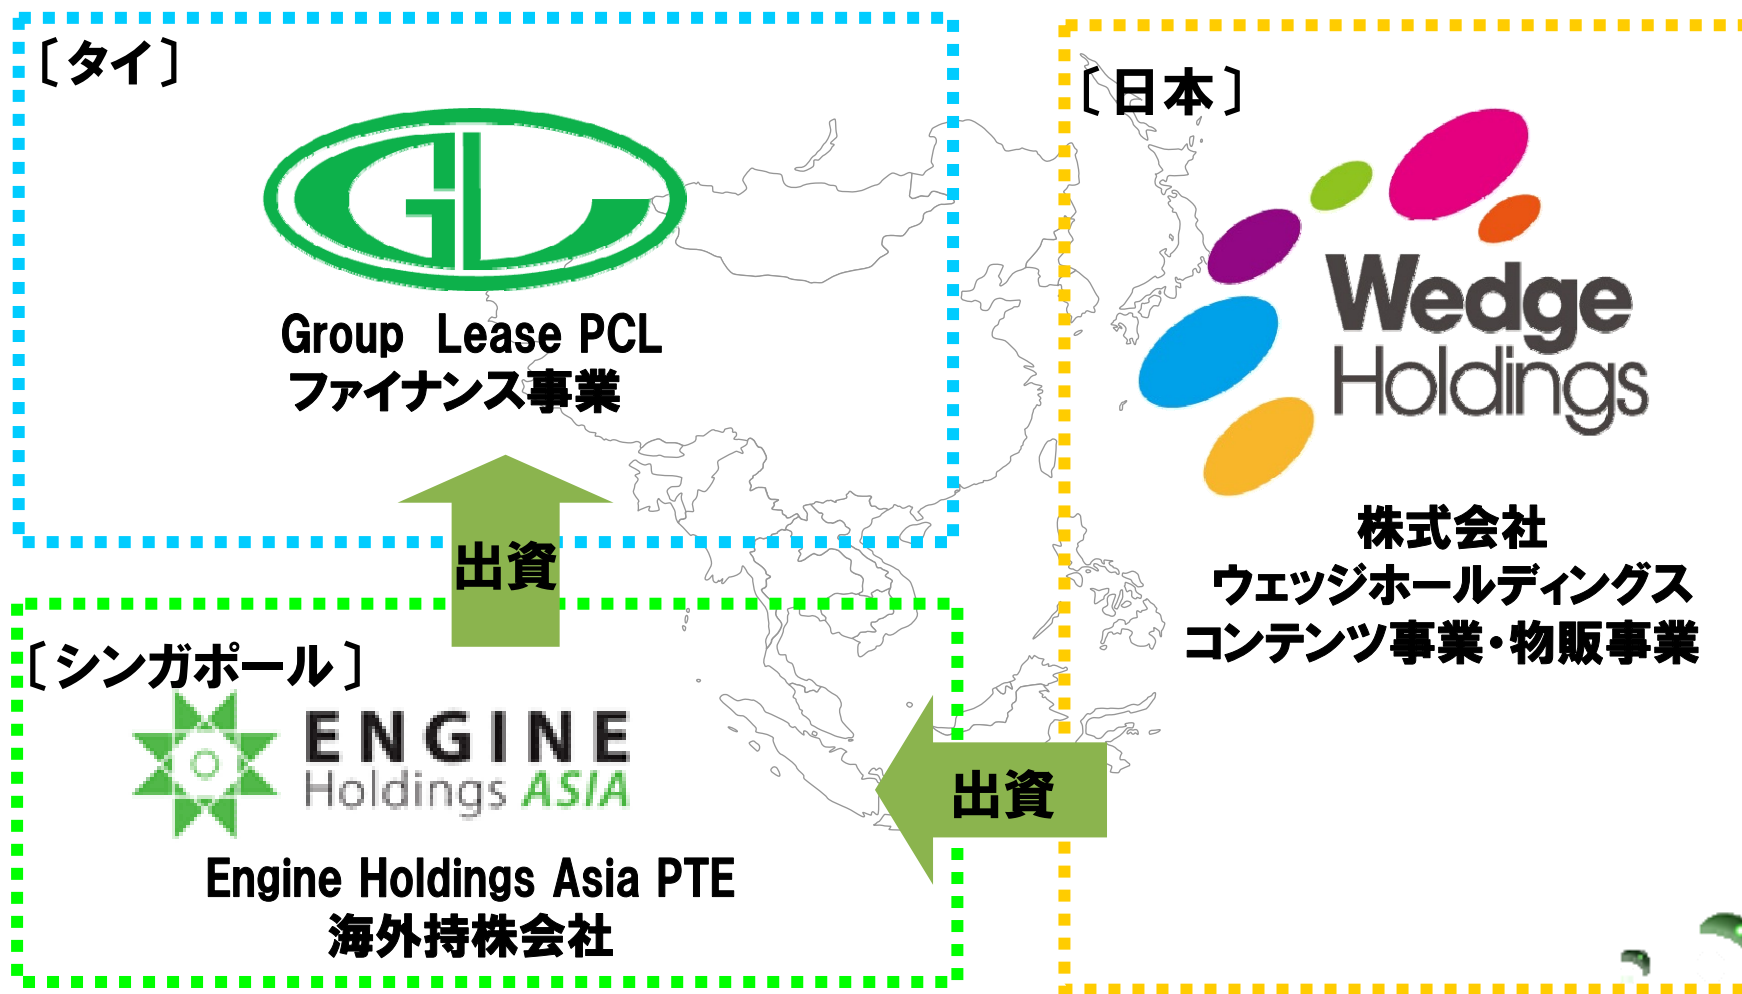 〔タイ〕
GL
Group Lease PCL
ファイナンス事業
出資
〔シンガポール〕
ENGINE
Holdings ASIA
Engine Holdings Asia PTE
海外持株会社
出資
〔日本〕
Wedge
Holdings
株式会社
ウェッジホールディングス
コンテンツ事業・物販事業